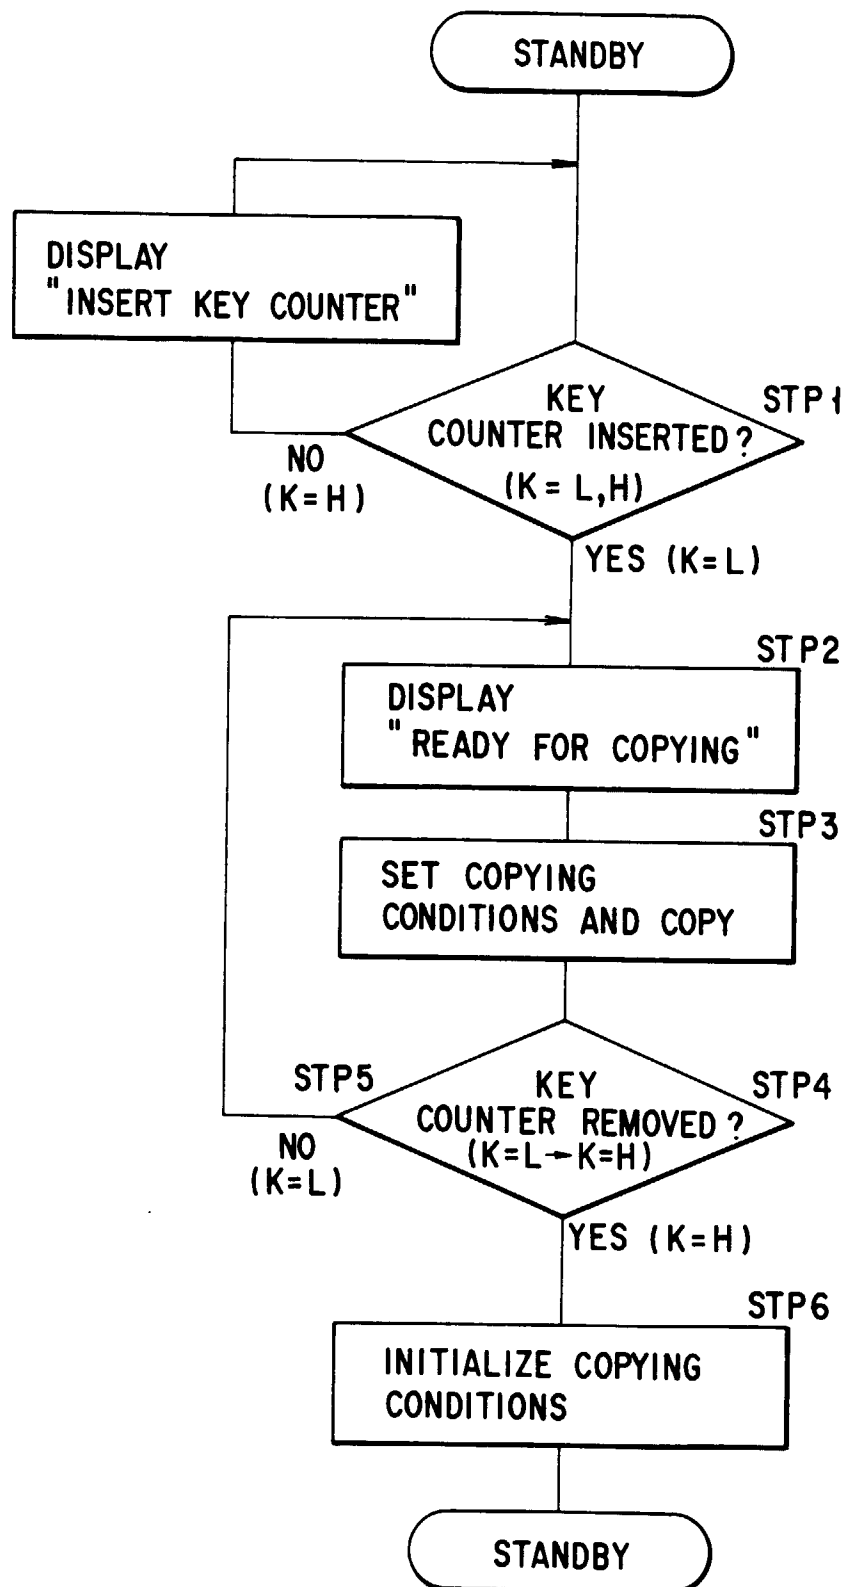 STANDBY
DISPLAY
"INSERT KEY COUNTER"
KEY
COUNTER INSERTED?
(K=L,H)
STP1
NO
(K=H)
YES (K=L)
STP2
DISPLAY
"READY FOR COPYING"
STP3
SET COPYING
CONDITIONS AND COPY
STP5
KEY
COUNTER REMOVED?
(K=L→K=H)
STP4
NO
(K=L)
YES (K=H)
STP6
INITIALIZE COPYING
CONDITIONS
STANDBY